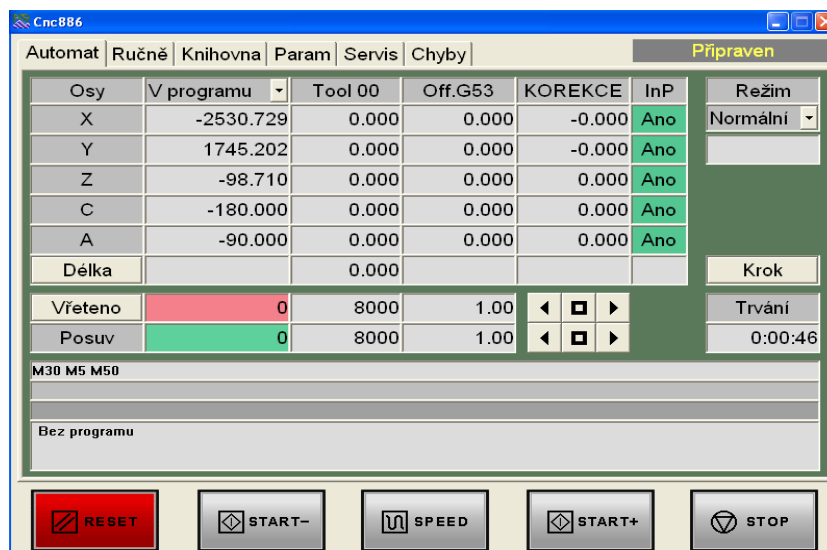 Cnc886
Automat Ručně Knihovna Param Servis Chyby Připraven
Osy V programu Tool 00 Off.G53 KOREKCE InP Režim
X -2530.729 0.000 0.000 -0.000 Ano Normální
Y 1745.202 0.000 0.000 -0.000 Ano
Z -98.710 0.000 0.000 0.000 Ano
C -180.000 0.000 0.000 0.000 Ano
A -90.000 0.000 0.000 0.000 Ano
Délka 0.000 Krok
Vřeteno 0 8000 1.00 Trvání
Posuv 0 8000 1.00 0:00:46
M30 M5 M50
Bez programu
RESET START- SPEED START+ STOP